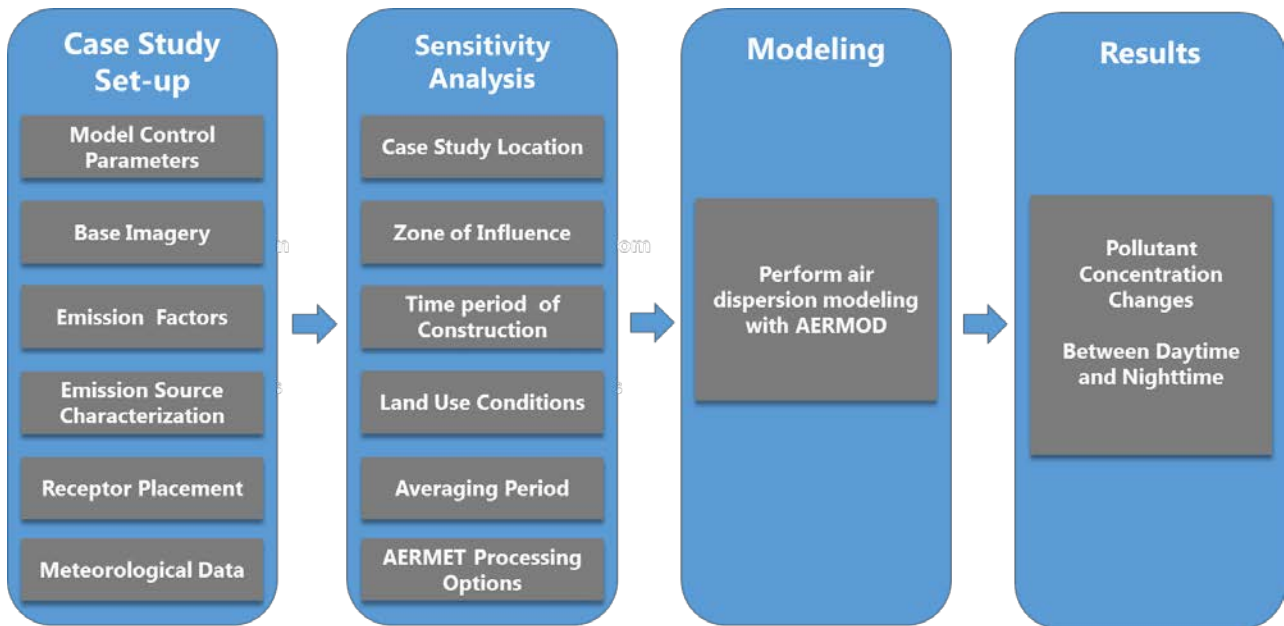 Case Study
Set-up
Model Control
Parameters
Base Imagery
Emission Factors
Emission Source
Characterization
Receptor Placement
Meteorological Data
Sensitivity
Analysis
Case Study Location
Zone of Influence
Time period of
Construction
Land Use Conditions
Averaging Period
AERMET Processing
Options
Modeling
Perform air
dispersion modeling
with AERMOD
Results
Pollutant
Concentration
Changes
Between Daytime
and Nighttime